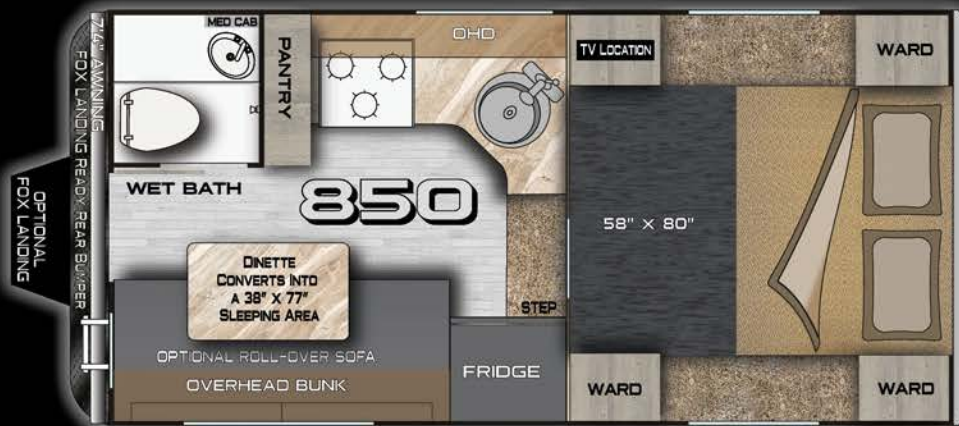 OPTIONAL
FOX LANDING
7'4" AWNING
FOX LANDING READY REAR BUMPER
MED CAB
PANTRY
OHD
TV LOCATION
WARD
WET BATH
850
58" X 80"
DINETTE
CONVERTS INTO
A 38" X 77"
SLEEPING AREA
STEP
OPTIONAL ROLL-OVER SOFA
OVERHEAD BUNK
FRIDGE
WARD
WARD